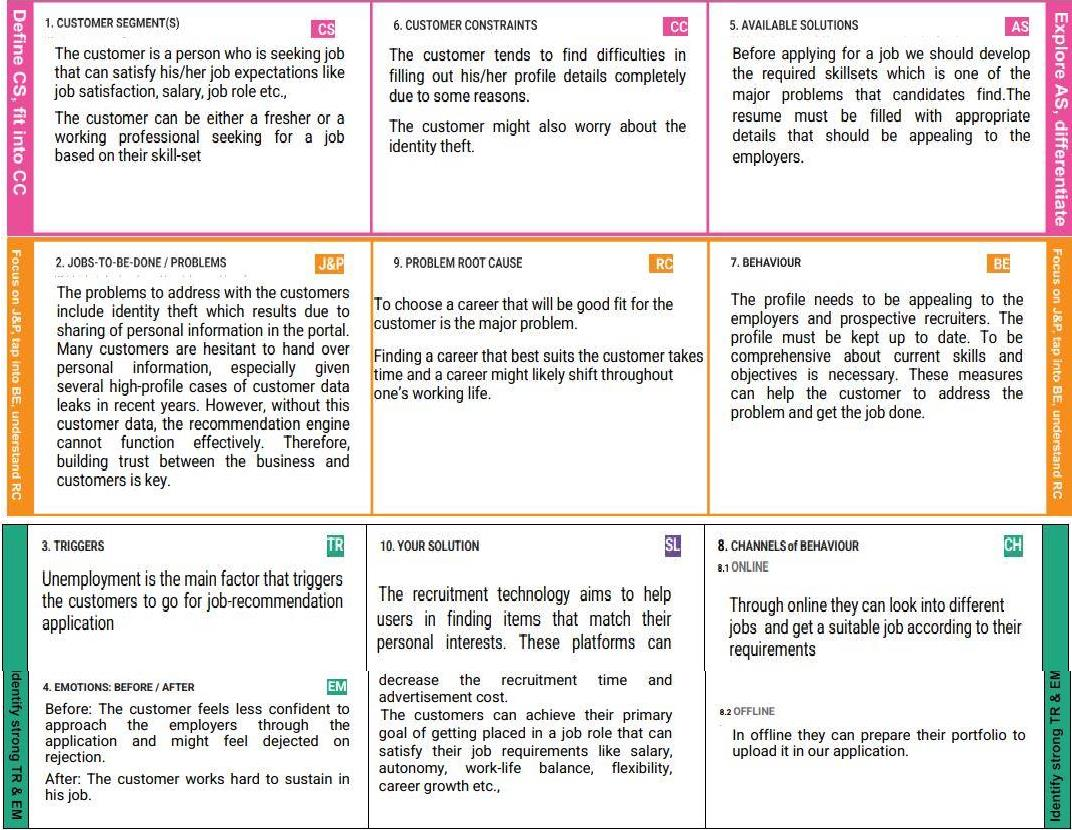 Define CS, fit into CC
1. CUSTOMER SEGMENT(S)
CS
The customer is a person who is seeking job
that can satisfy his/her job expectations like
job satisfaction, salary, job role etc.,
The customer can be either a fresher or a
working professional seeking for a job
based on their skill-set
6. CUSTOMER CONSTRAINTS
CC
The customer tends to find difficulties in
filling out his/her profile details completely
due to some reasons.
The customer might also worry about the
identity theft.
5. AVAILABLE SOLUTIONS
AS
Before applying for a job we should develop
the required skillsets which is one of the
major problems that candidates find.The
resume must be filled with appropriate
details that should be appealing to the
employers.
Explore AS, differentiate
Focus on J&P, tap into BE, understand RC
2. JOBS-TO-BE-DONE / PROBLEMS
J&P
The problems to address with the customers
include identity theft which results due to
sharing of personal information in the portal.
Many customers are hesitant to hand over
personal information, especially given
several high-profile cases of customer data
leaks in recent years. However, without this
customer data, the recommendation engine
cannot function effectively. Therefore,
building trust between the business and
customers is key.
9. PROBLEM ROOT CAUSE
RC
To choose a career that will be good fit for the
customer is the major problem.
Finding a career that best suits the customer takes
time and a career might likely shift throughout
one's working life.
7. BEHAVIOUR
BE
The profile needs to be appealing to the
employers and prospective recruiters. The
profile must be kept up to date. To be
comprehensive about current skills and
objectives is necessary. These measures
can help the customer to address the
problem and get the job done.
Focus on J&P, tap into BE, understand RC
Identify strong TR & EM
3. TRIGGERS
TR
Unemployment is the main factor that triggers
the customers to go for job-recommendation
application
4. EMOTIONS: BEFORE / AFTER
EM
Before: The customer feels less confident to
approach the employers through the
application and might feel dejected on
rejection.
After: The customer works hard to sustain in
his job.
10. YOUR SOLUTION
SL
The recruitment technology aims to help
users in finding items that match their
personal interests. These platforms can
decrease the recruitment time and
advertisement cost.
The customers can achieve their primary
goal of getting placed in a job role that can
satisfy their job requirements like salary,
autonomy, work-life balance, flexibility,
career growth etc.,
8. CHANNELS of BEHAVIOUR
CH
8.1 ONLINE
Through online they can look into different
jobs and get a suitable job according to their
requirements
8.2 OFFLINE
In offline they can prepare their portfolio to
upload it in our application.
Identify strong TR & EM